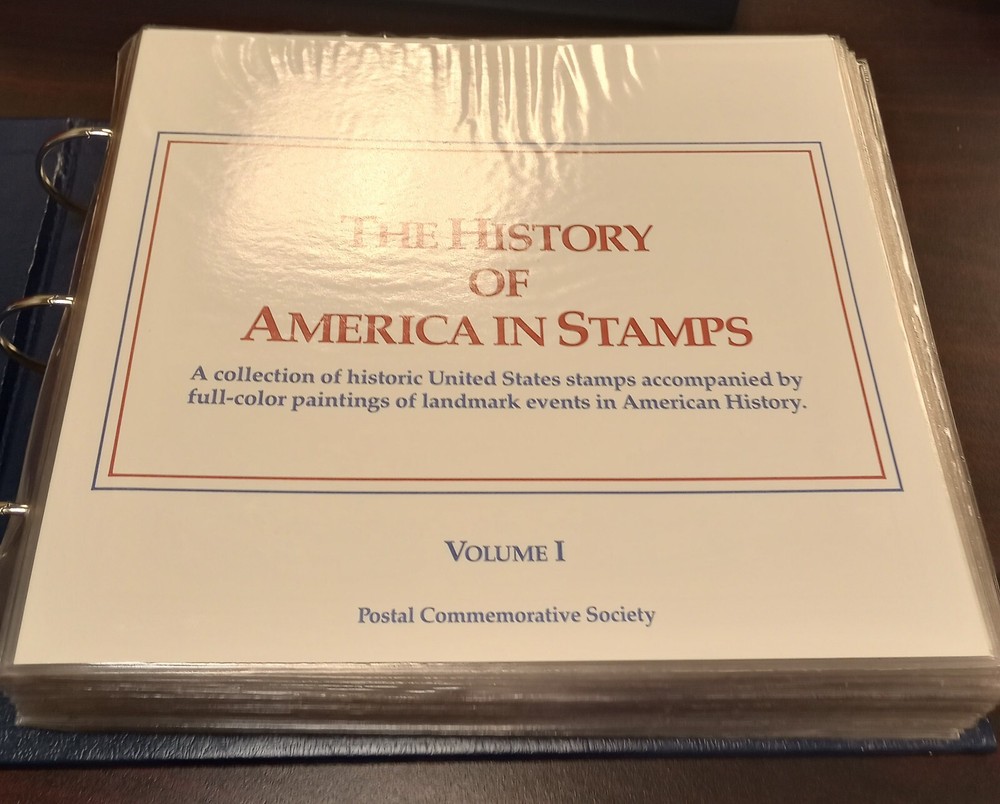 THE HISTORY
OF
AMERICA IN STAMPS
A collection of historic United States stamps accompanied by
full-color paintings of landmark events in American History.
VOLUME I
Postal Commemorative Society